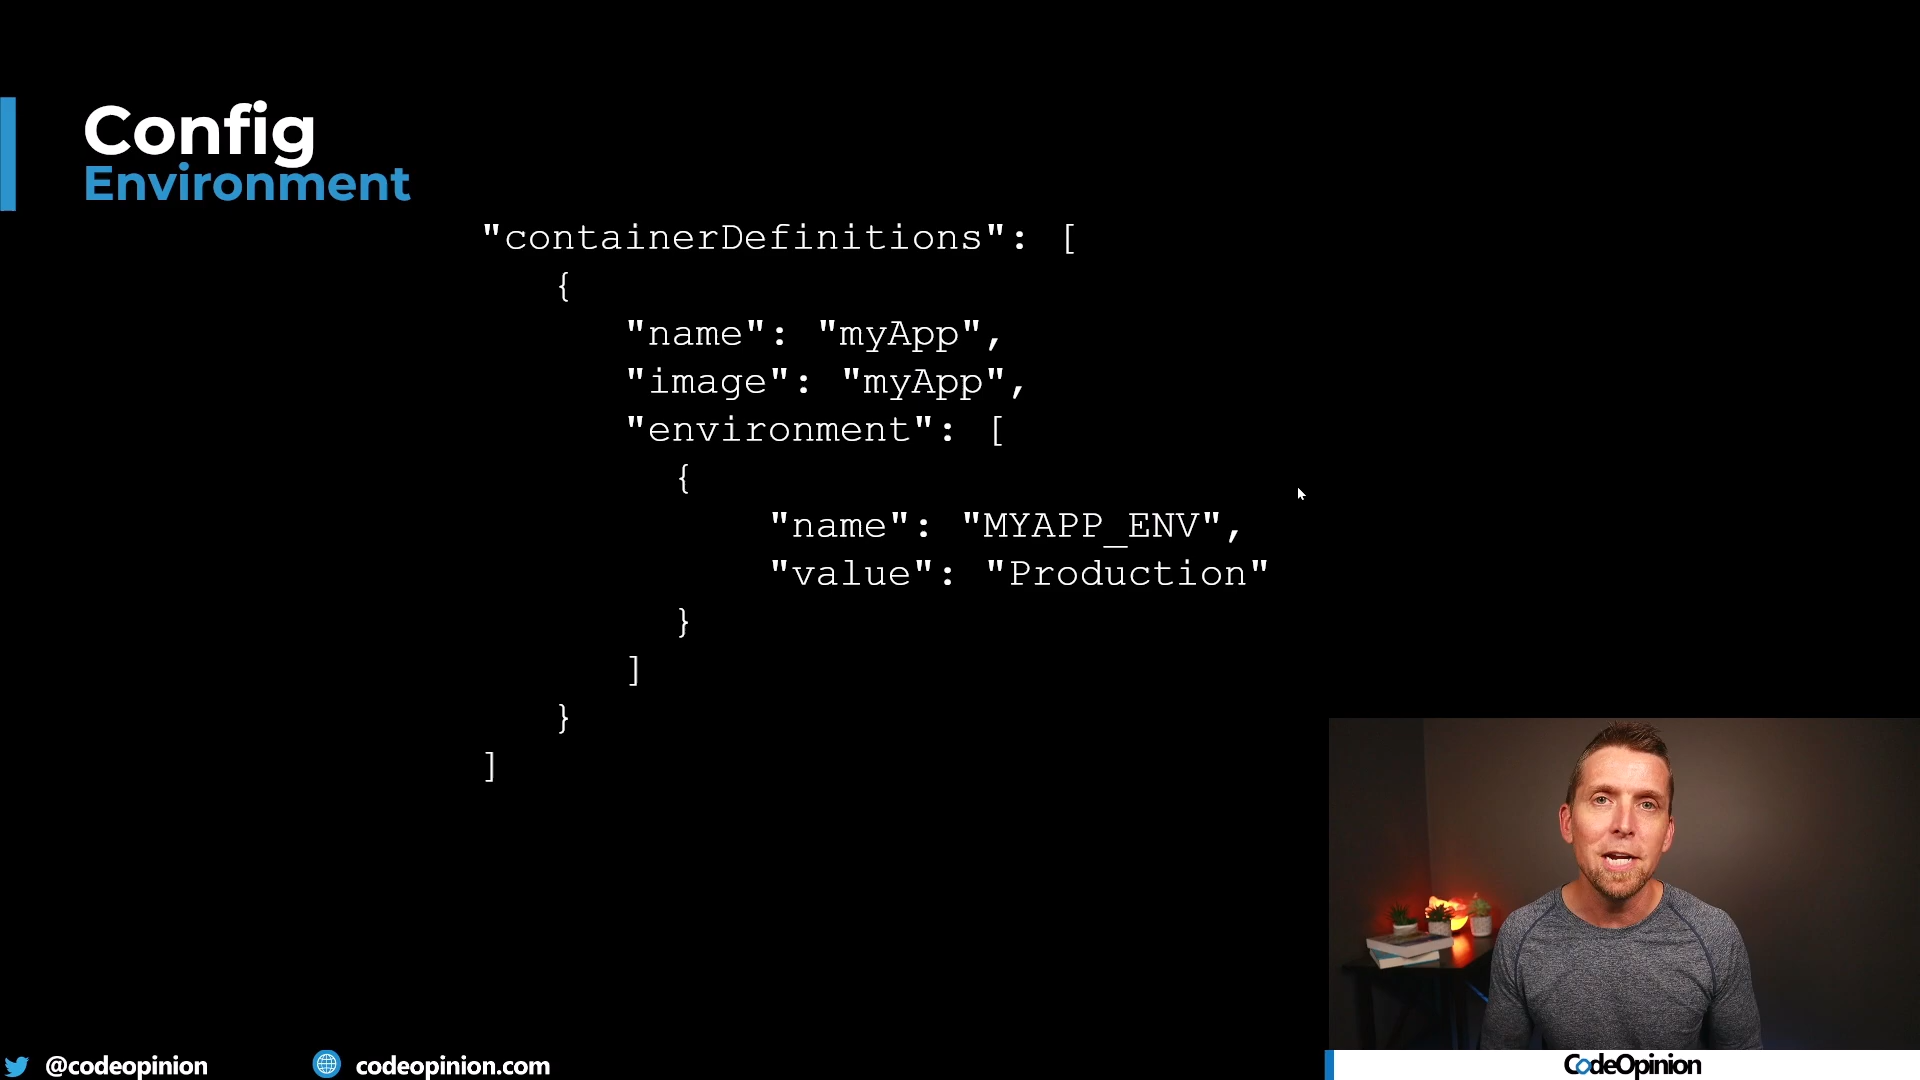 Config
Environment
"containerDefinitions": [
{
"name": "myApp",
"image": "myApp",
"environment": [
{
"name": "MYAPP_ENV",
"value": "Production"
}
]
}
]
@codeopinion
codeopinion.com
CodeOpinion